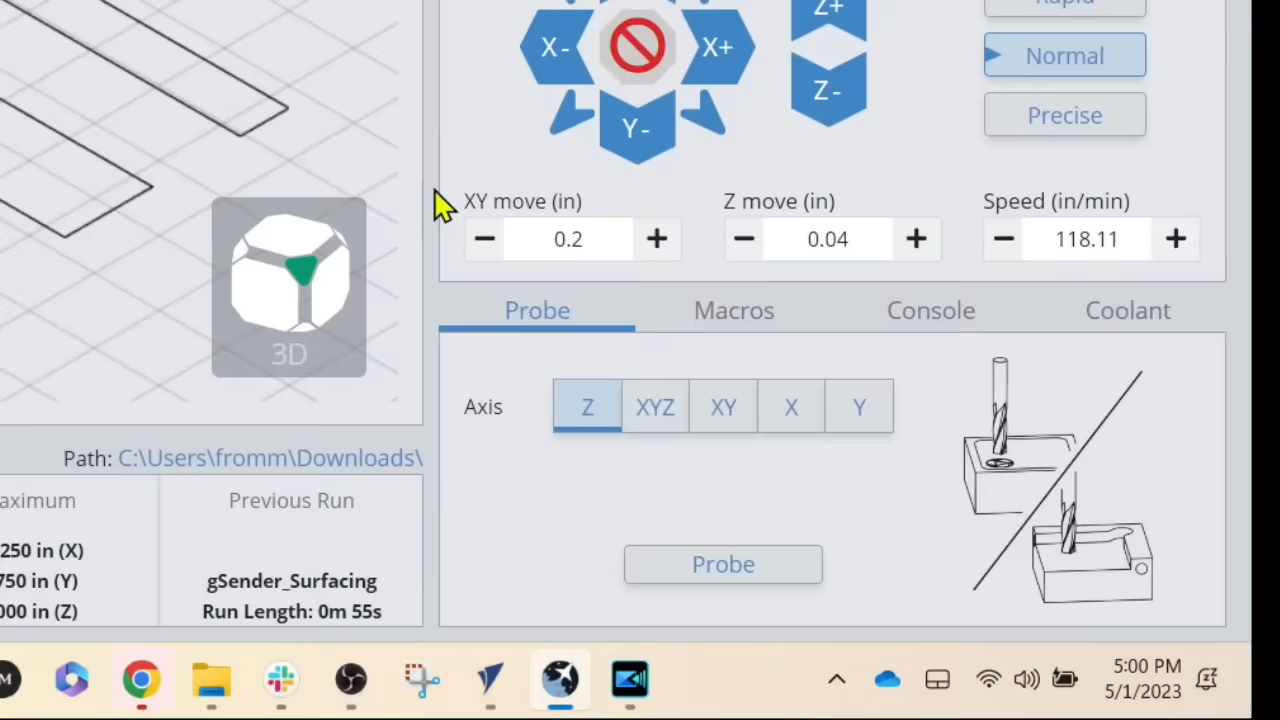 Z+
Rapid
X-
X+
Normal
Z-
Y-
Precise
XY move (in)
Z move (in)
Speed (in/min)
0.2
0.04
118.11
Probe
Macros
Console
Coolant
3D
Axis
Z
XYZ
XY
X
Y
Path: C:\Users\fromm\Downloads\
aximum
Previous Run
250 in (X)
750 in (Y)
gSender_Surfacing
000 in (Z)
Run Length: 0m 55s
Probe
M
5:00 PM
5/1/2023